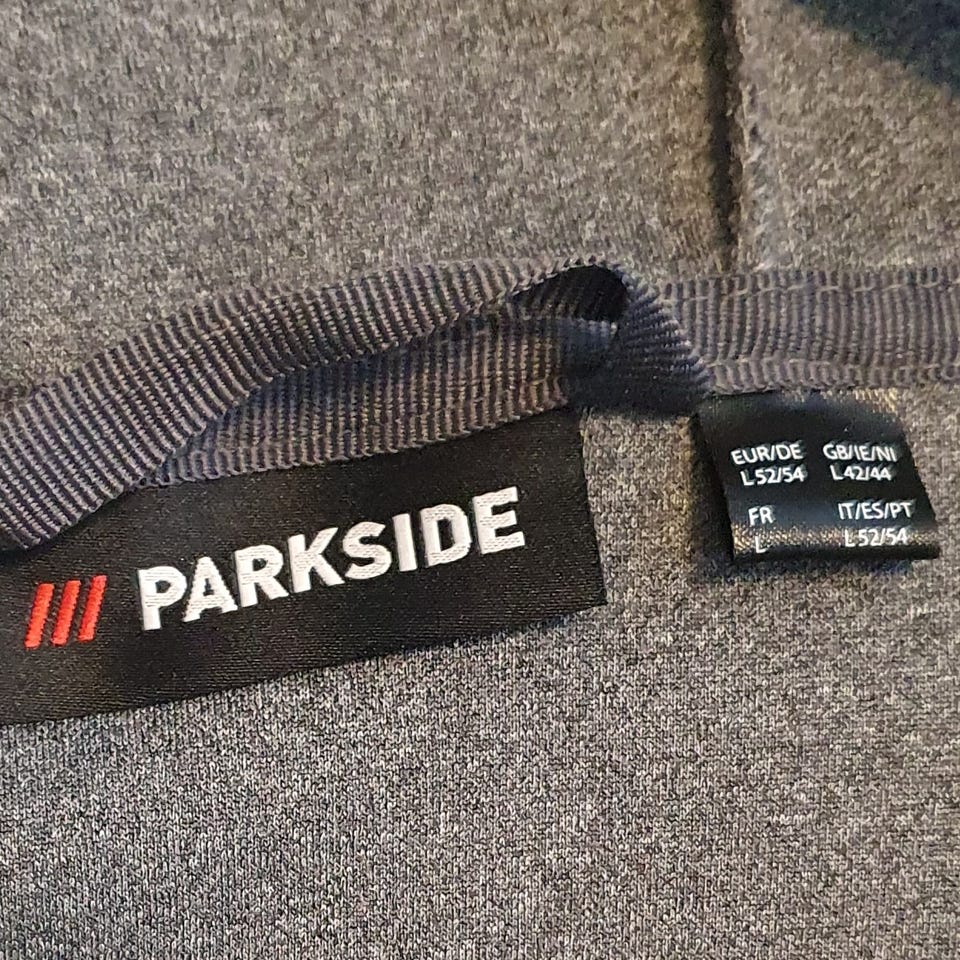 /// PARKSIDE
EUR/DE GB/IE/NI
L 52/54 L 42/44
FR IT/ES/PT
L L 52/54